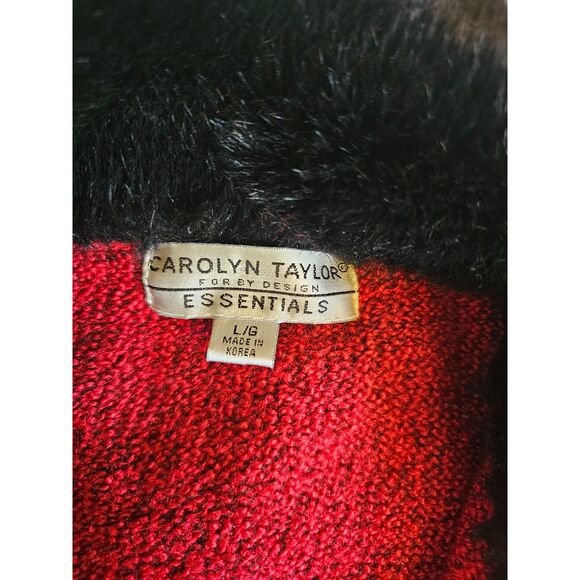 CAROLYN TAYLOR©
FOR BY DESIGN
ESSENTIALS
L/G
MADE IN
KOREA